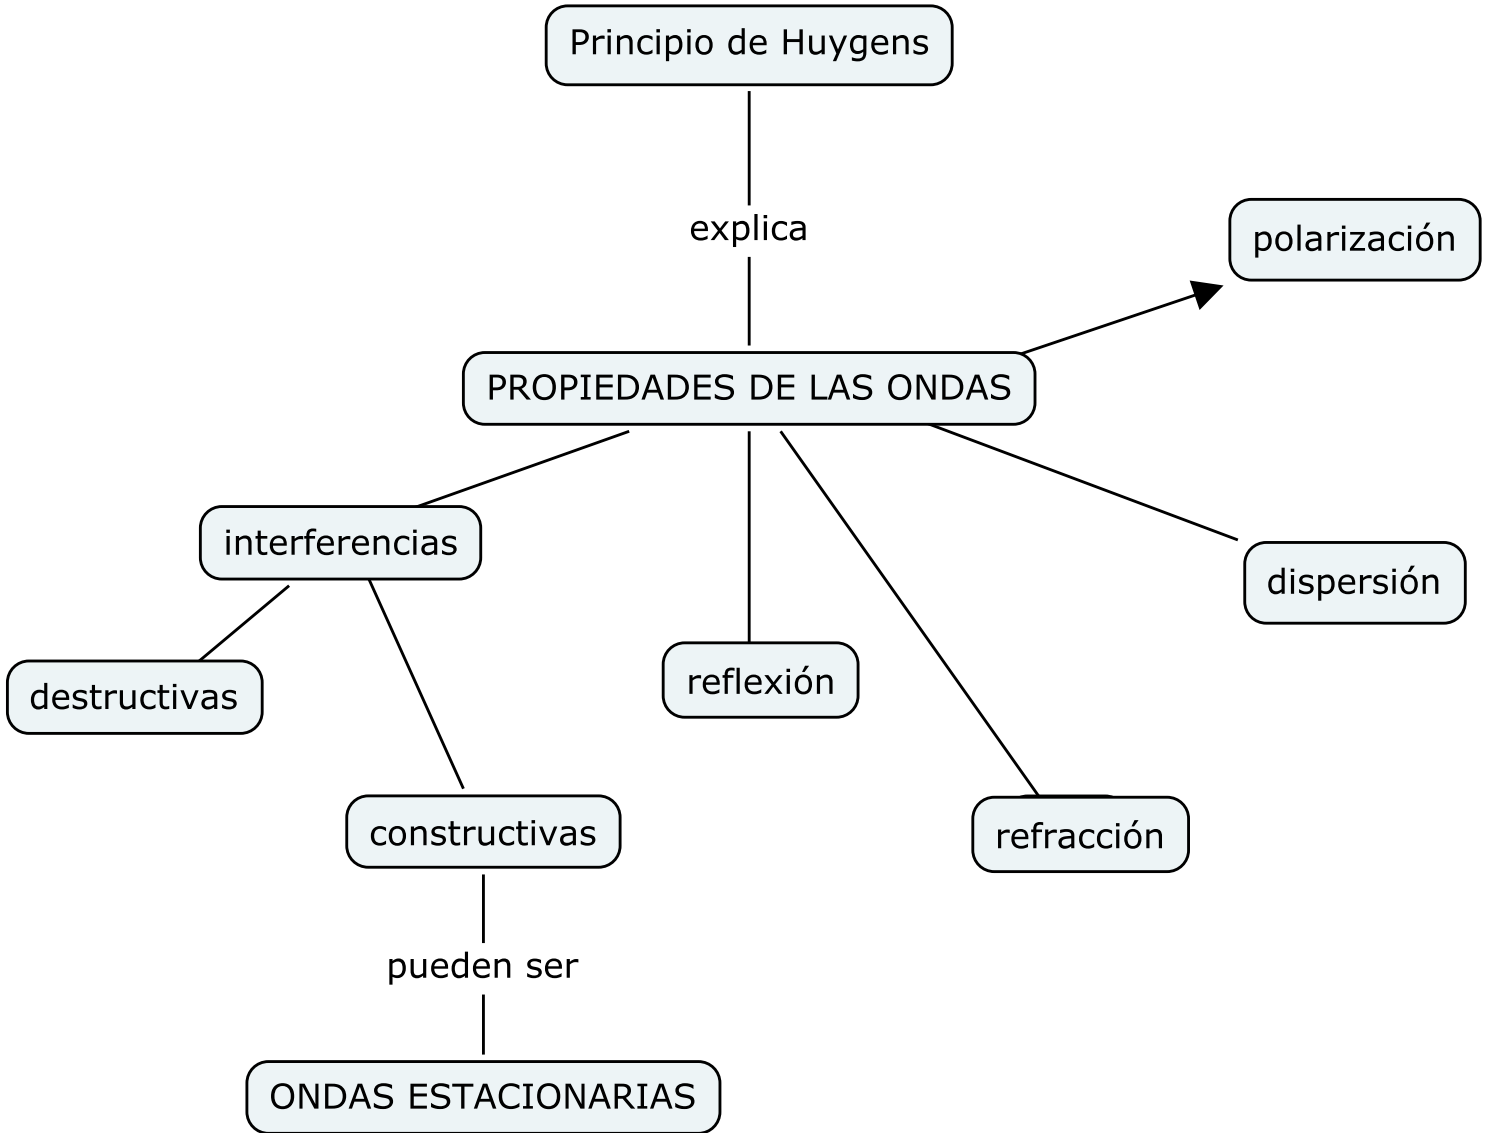 Principio de Huygens
explica
polarización
PROPIEDADES DE LAS ONDAS
interferencias
dispersión
destructivas
reflexión
constructivas
refracción
pueden ser
ONDAS ESTACIONARIAS